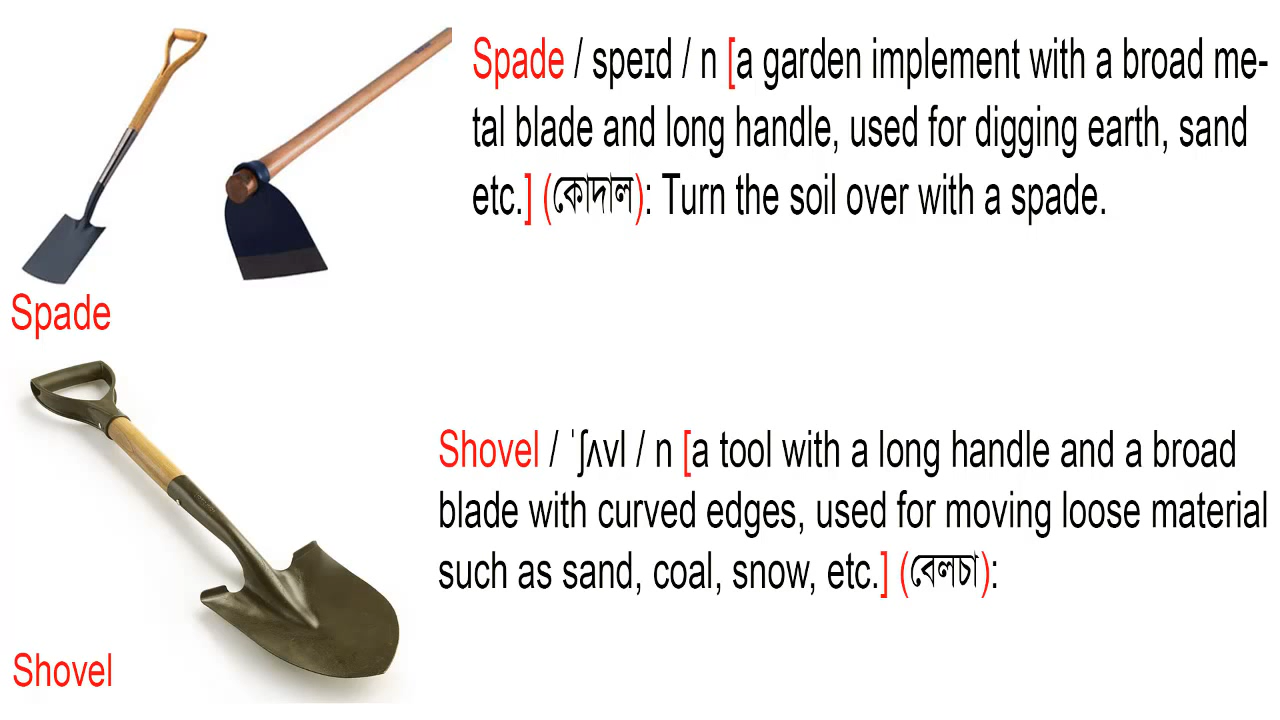 Spade / speɪd / n [a garden implement with a broad me-
tal blade and long handle, used for digging earth, sand
etc.] (কোদাল): Turn the soil over with a spade.
Spade
Shovel / ˈʃʌvl / n [a tool with a long handle and a broad
blade with curved edges, used for moving loose material
such as sand, coal, snow, etc.] (বেলচা):
Shovel